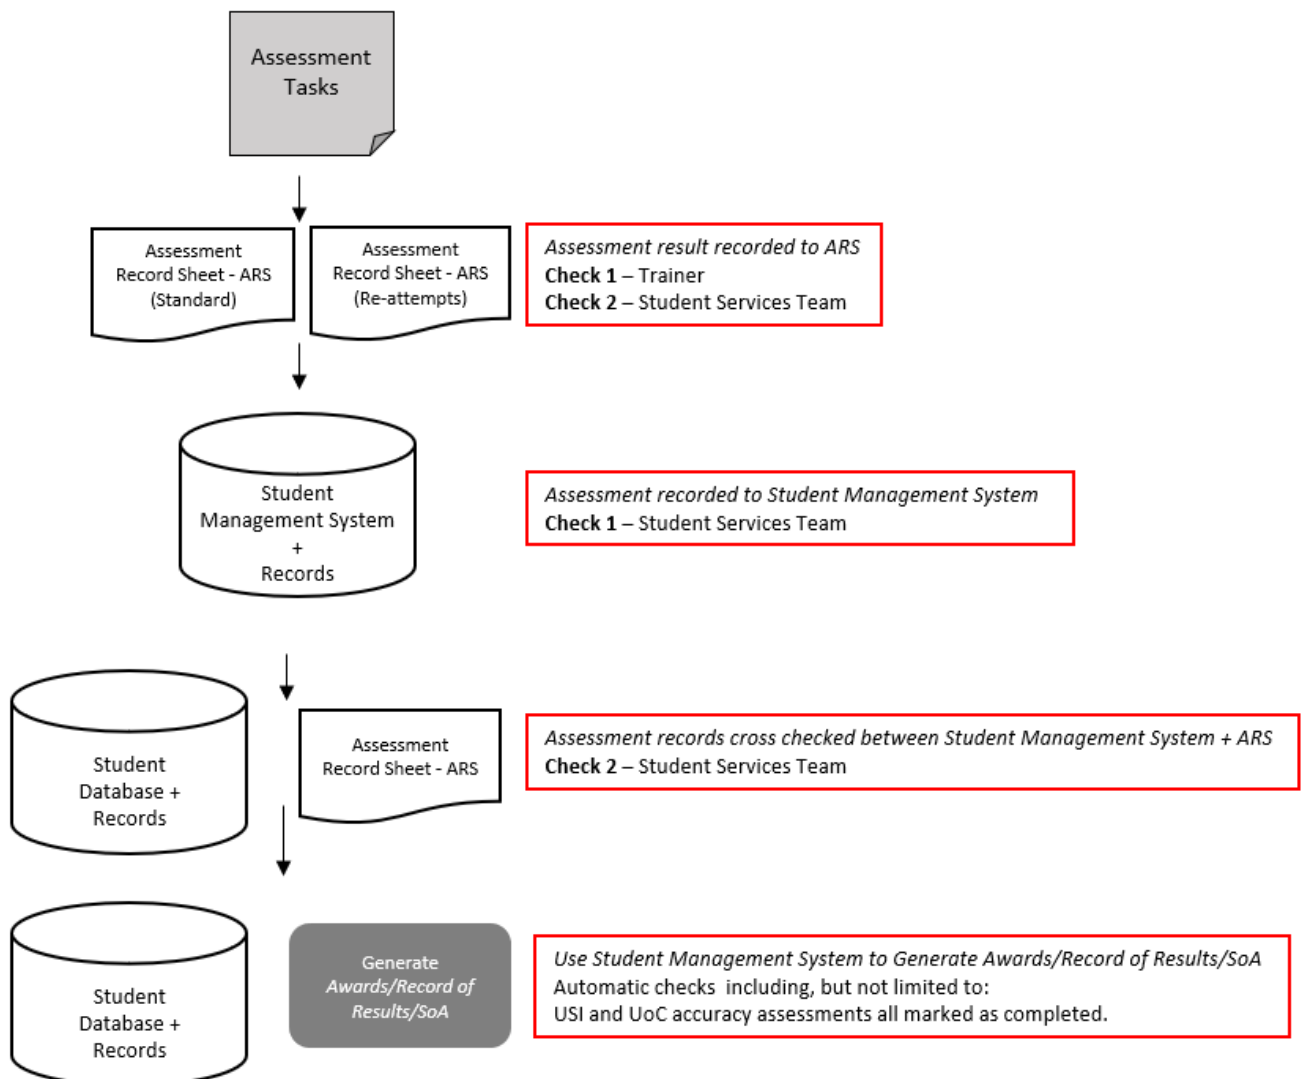 Assessment
Tasks
Assessment
Record Sheet - ARS
(Standard)
Assessment
Record Sheet - ARS
(Re-attempts)
Assessment result recorded to ARS
Check 1 – Trainer
Check 2 – Student Services Team
Student
Management System
+
Records
Assessment recorded to Student Management System
Check 1 – Student Services Team
Student
Database +
Records
Assessment
Record Sheet - ARS
Assessment records cross checked between Student Management System + ARS
Check 2 – Student Services Team
Student
Database +
Records
Generate
Awards/Record of
Results/SoA
Use Student Management System to Generate Awards/Record of Results/SoA
Automatic checks  including, but not limited to:
USI and UoC accuracy assessments all marked as completed.